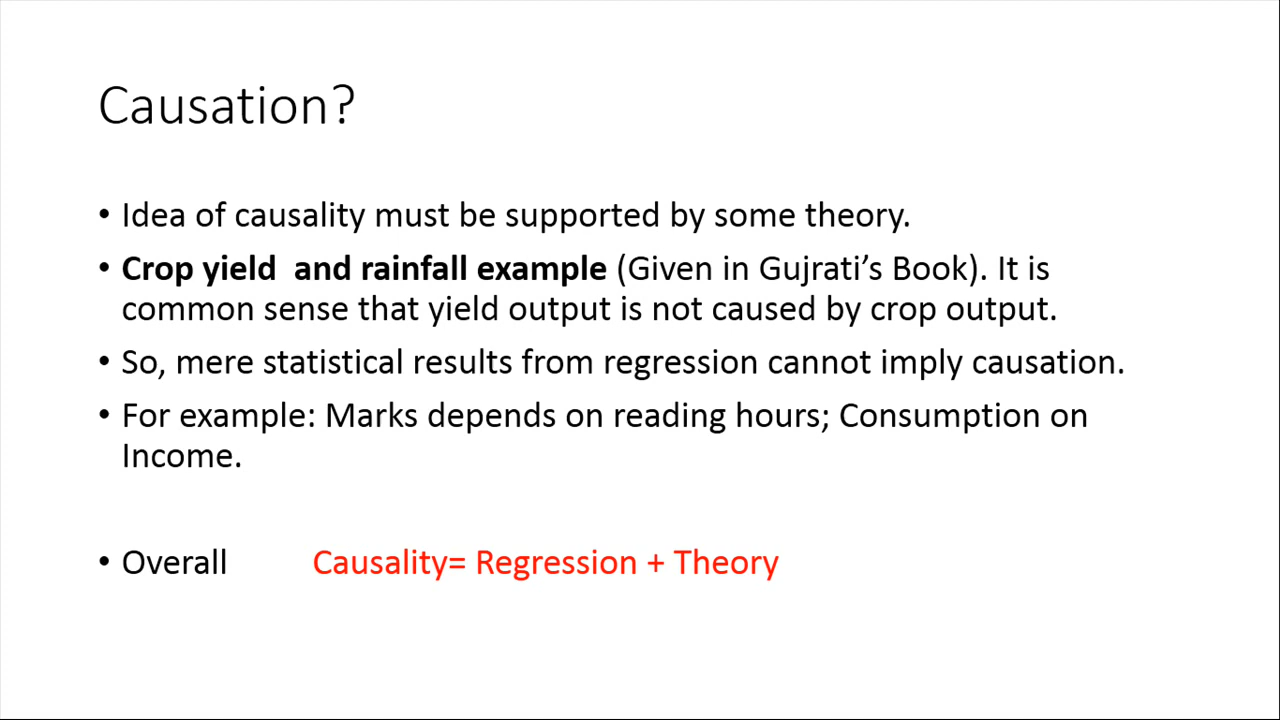 Causation?
• Idea of causality must be supported by some theory.
• Crop yield  and rainfall example (Given in Gujrati’s Book). It is
common sense that yield output is not caused by crop output.
• So, mere statistical results from regression cannot imply causation.
• For example: Marks depends on reading hours; Consumption on
Income.
• Overall Causality= Regression + Theory